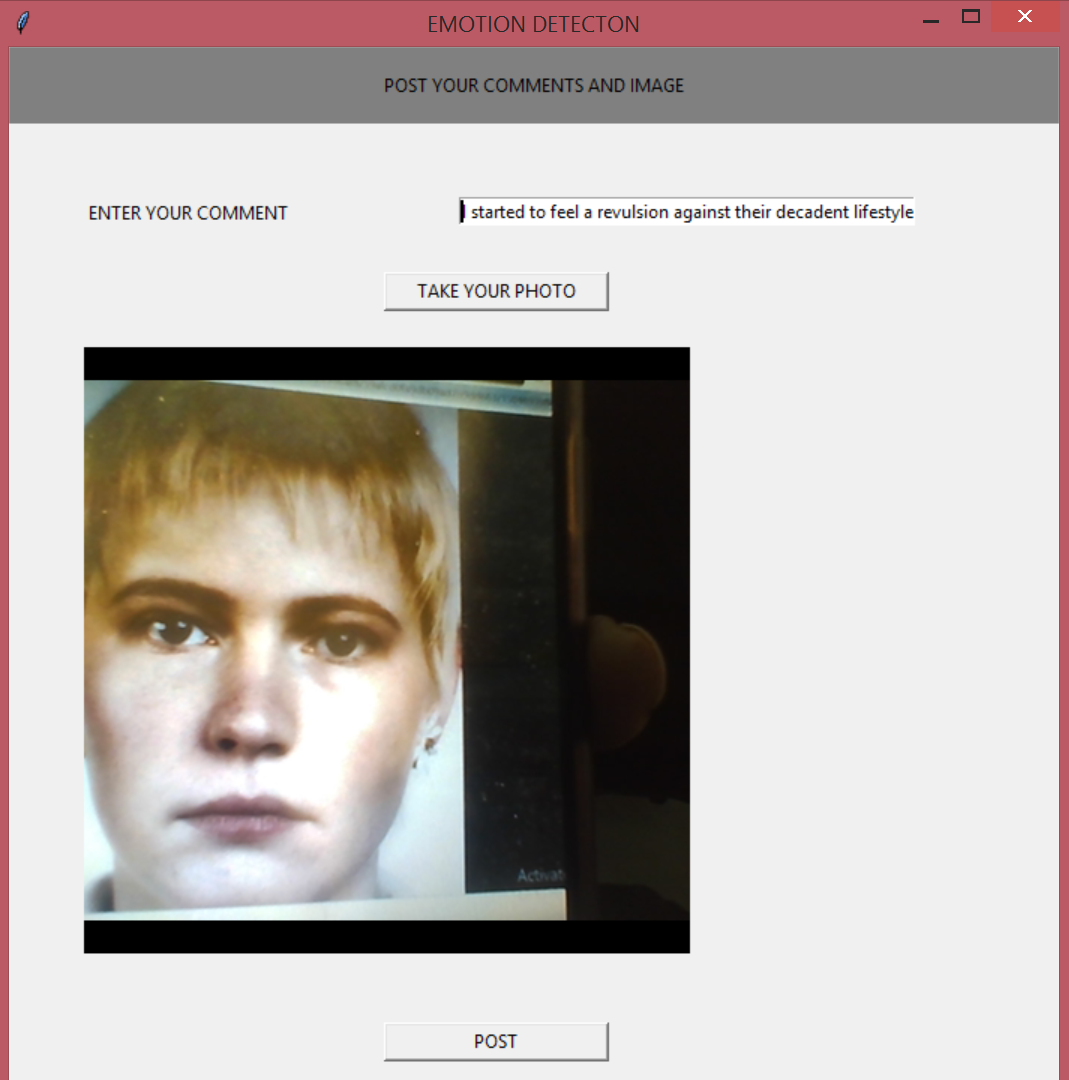 EMOTION DETECTON
POST YOUR COMMENTS AND IMAGE
ENTER YOUR COMMENT
I started to feel a revulsion against their decadent lifestyle
TAKE YOUR PHOTO
Activat
POST